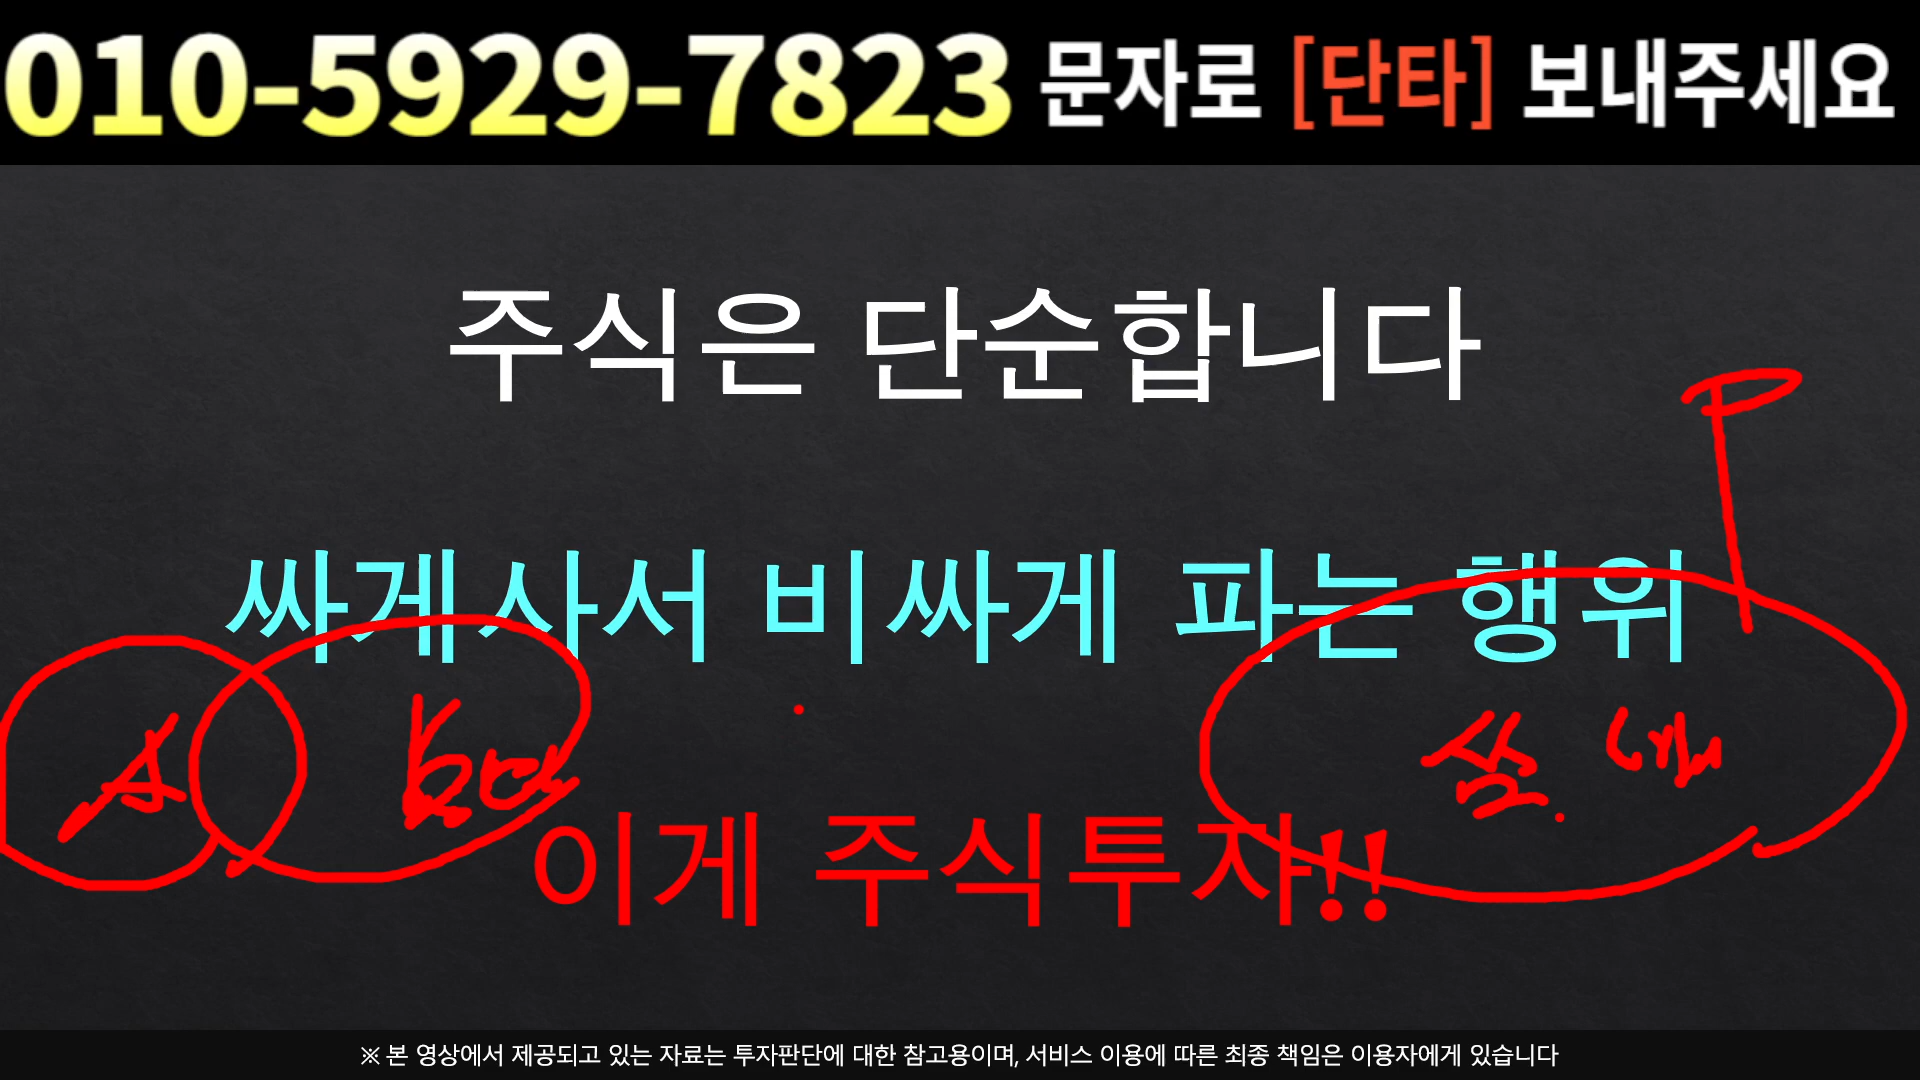 010-5929-7823 문자로 [단타] 보내주세요
주식은 단순합니다
싸게사서 비싸게 파는 행위
이게 주식투자!!
※ 본 영상에서 제공되고 있는 자료는 투자판단에 대한 참고용이며, 서비스 이용에 따른 최종 책임은 이용자에게 있습니다